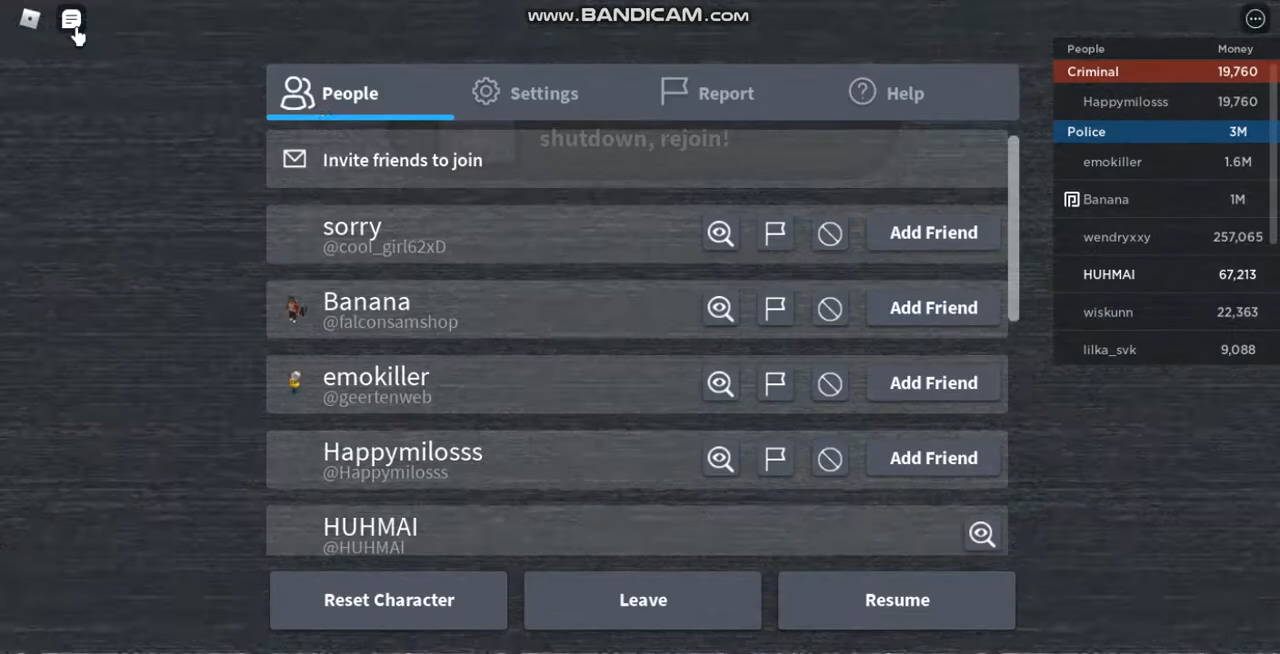 www.BANDICAM.com
People Money
Criminal 19,760
Happymilosss 19,760
Police 3M
emokiller 1.6M
Banana 1M
wendryxxy 257,065
HUHMAI 67,213
wiskunn 22,363
lilka_svk 9,088
People Settings Report Help
shutdown, rejoin!
Invite friends to join
sorry
@cool_girl62xD
Add Friend
Banana
@falconsamshop
Add Friend
emokiller
@geertenweb
Add Friend
Happymilosss
@Happymilosss
Add Friend
HUHMAI
@HUHMAI
Reset Character Leave Resume